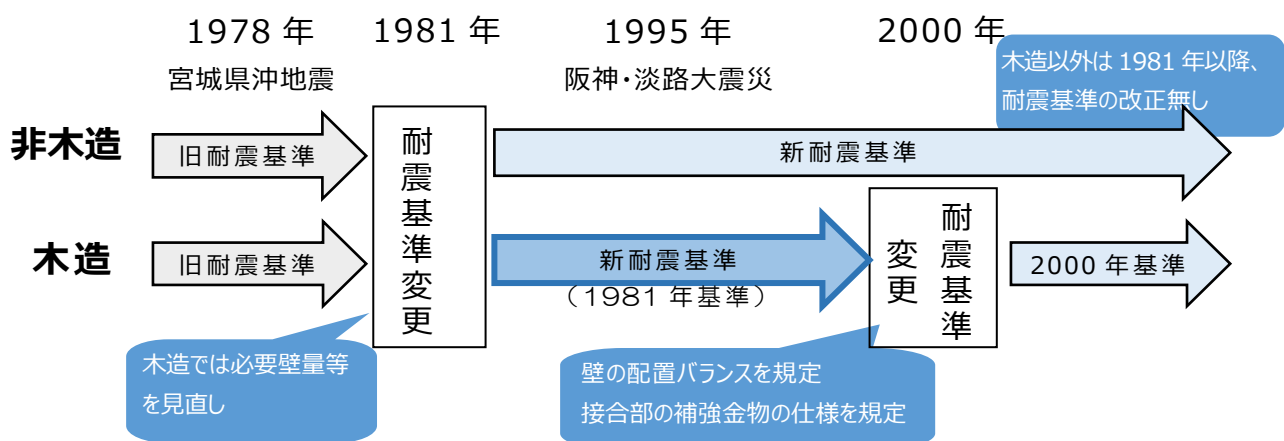 1978 年
1981 年
1995 年
2000 年
宮城県沖地震
阪神・淡路大震災
木造以外は 1981 年以降、
耐震基準の改正無し
非木造
旧耐震基準
耐震基準変更
新耐震基準
木造
旧耐震基準
新耐震基準
（1981 年基準）
耐震基準
変更
2000 年基準
木造では必要壁量等
を見直し
壁の配置バランスを規定
接合部の補強金物の仕様を規定